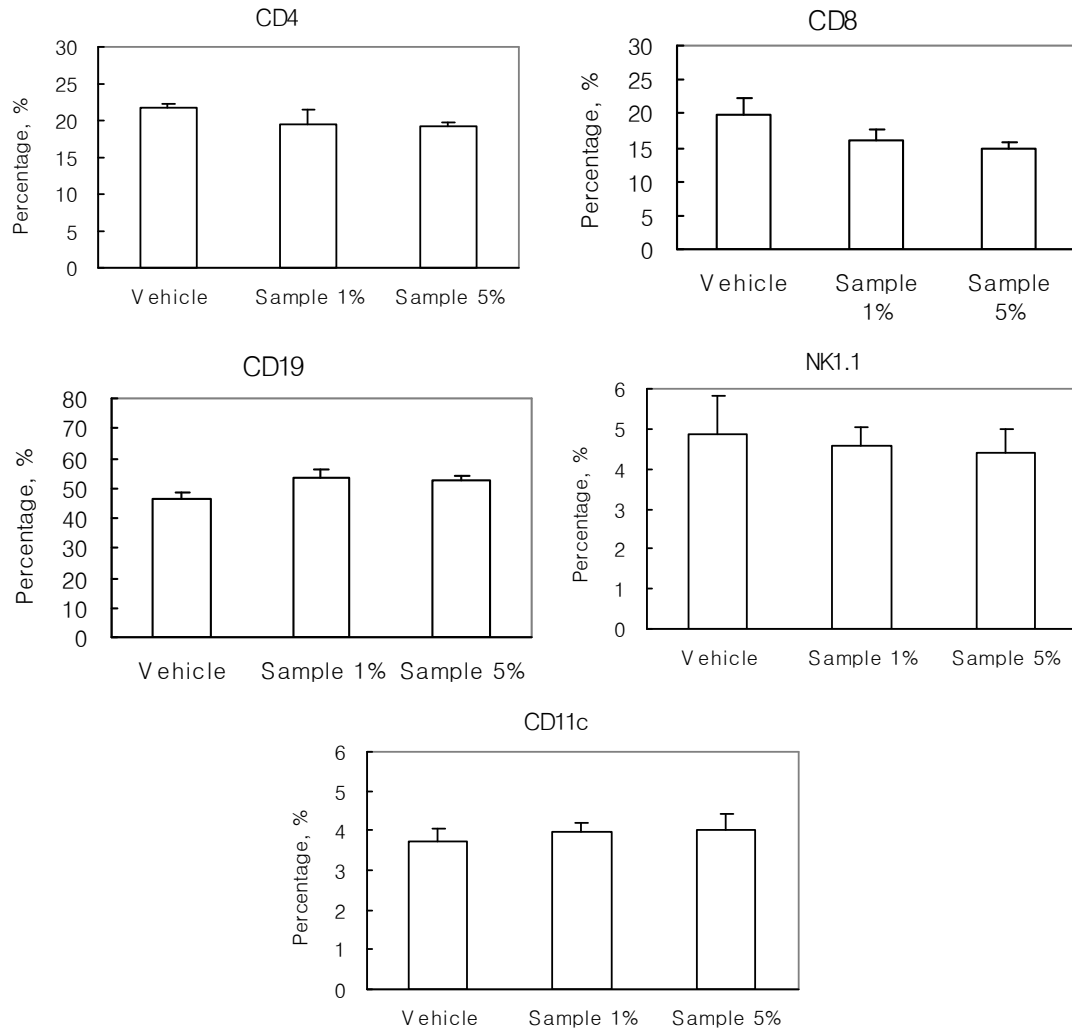 CD4
Percentage, %
30
25
20
15
10
5
0
Vehicle Sample 1% Sample 5%
CD8
Percentage, %
30
25
20
15
10
5
0
Vehicle Sample Sample
1% 5%
CD19
Percentage, %
80
70
60
50
40
30
20
10
0
Vehicle Sample 1% Sample 5%
NK1.1
Percentage, %
6
5
4
3
2
1
0
Vehicle Sample 1% Sample 5%
CD11c
Percentage, %
6
5
4
3
2
1
0
Vehicle Sample 1% Sample 5%